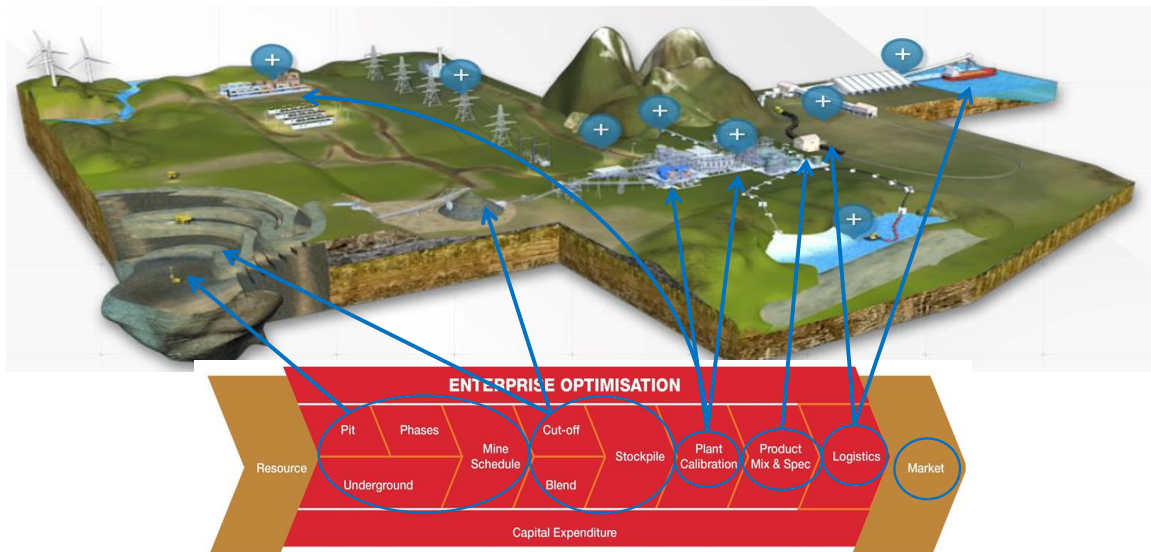 ENTERPRISE OPTIMISATION
Resource
Pit
Phases
Underground
Mine
Schedule
Cut-off
Blend
Stockpile
Plant
Calibration
Product
Mix & Spec
Logistics
Market
Capital Expenditure